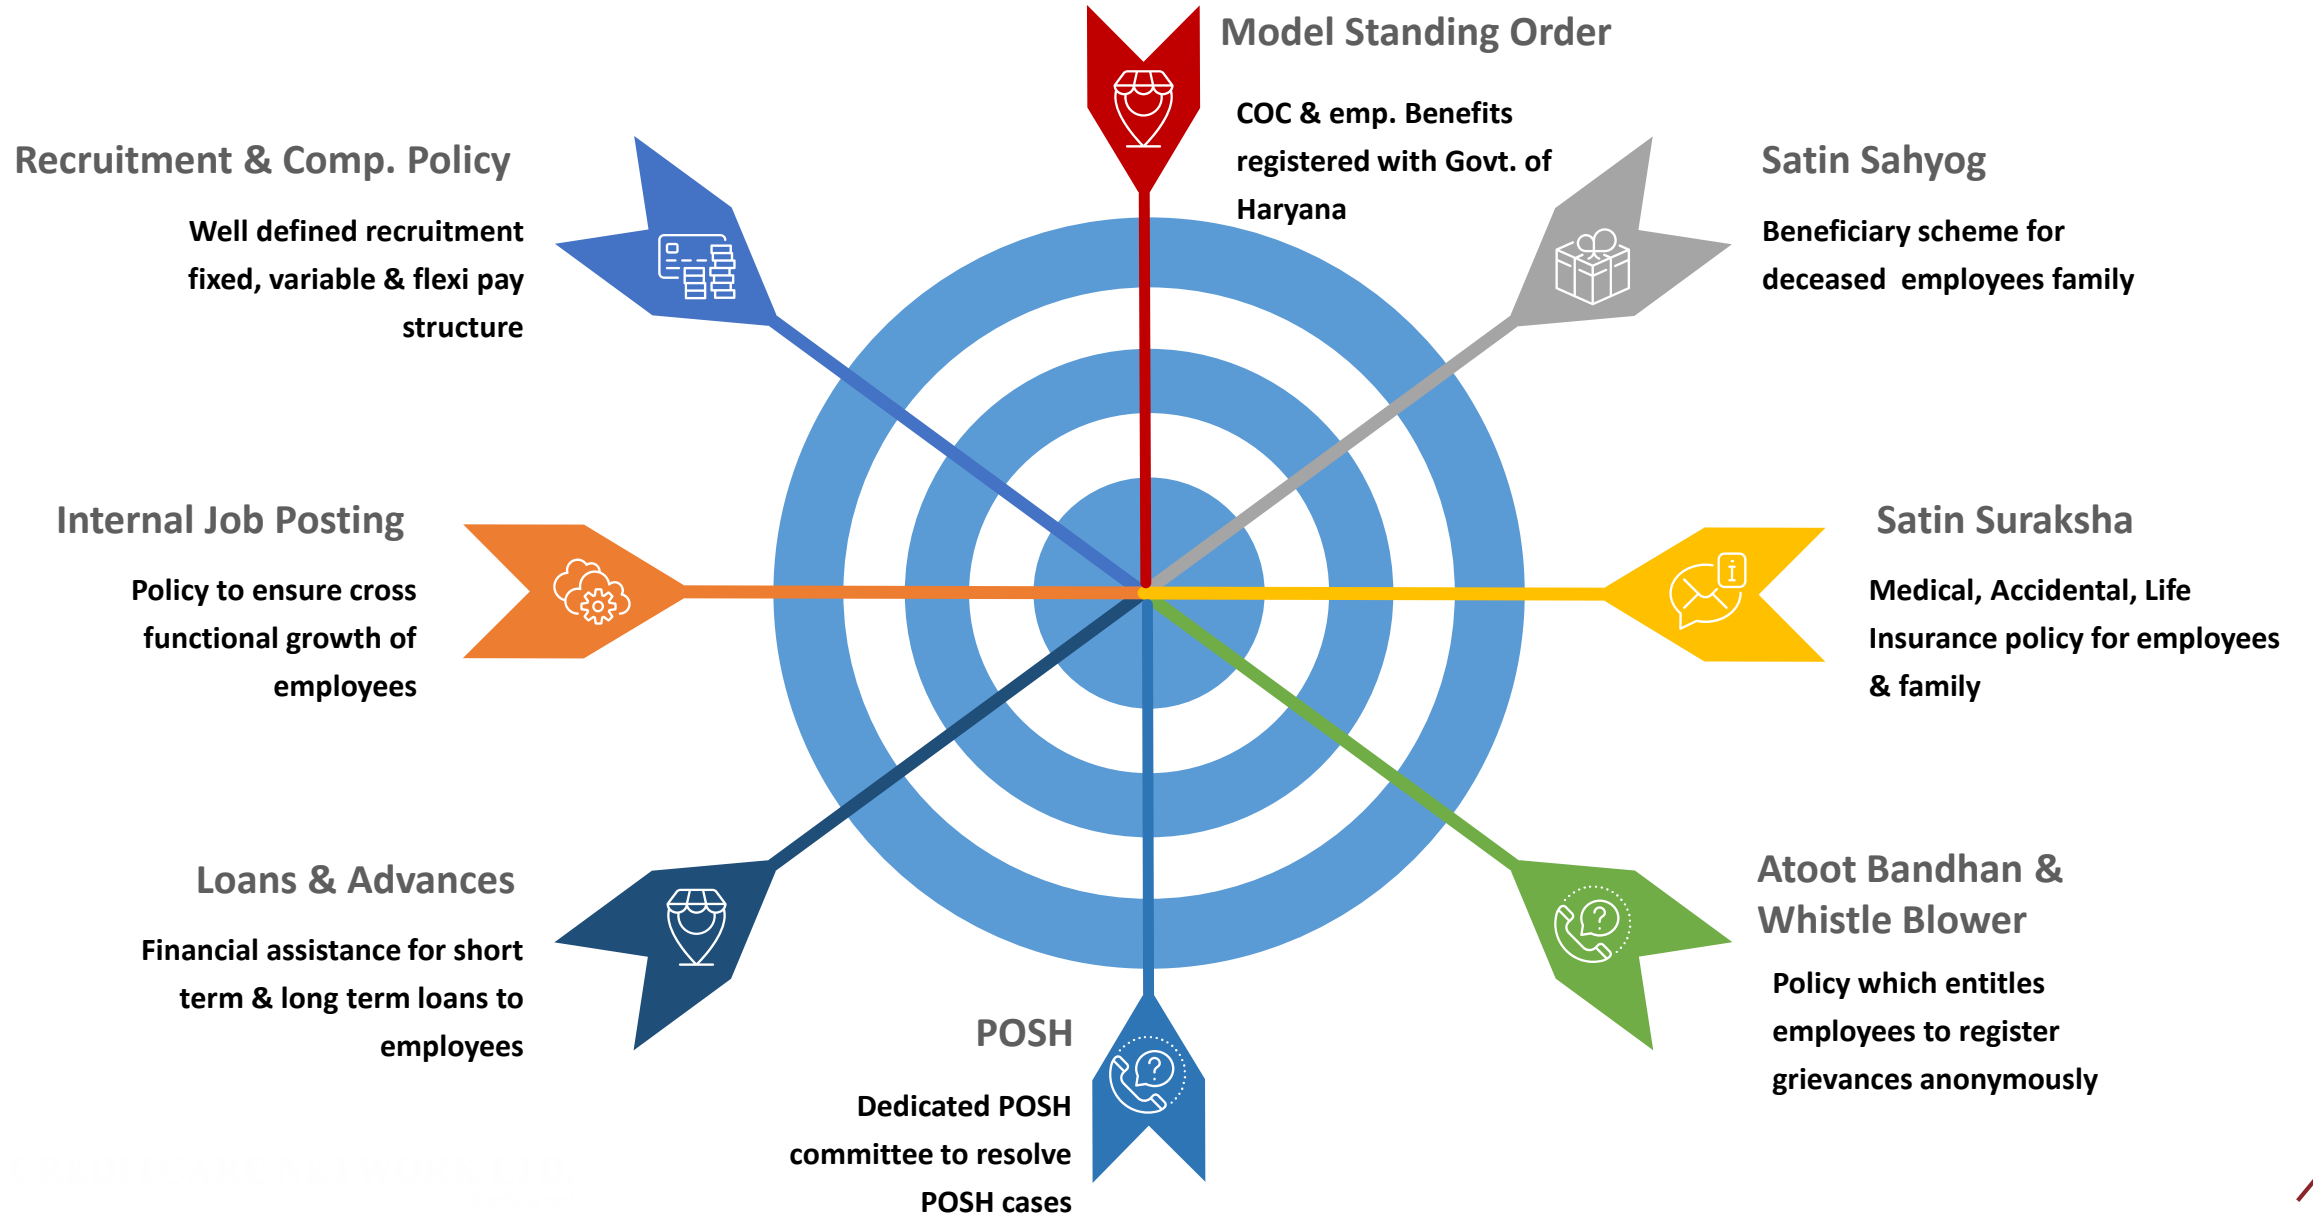 Model Standing Order
COC & emp. Benefits
registered with Govt. of
Haryana
Recruitment & Comp. Policy
Well defined recruitment
fixed, variable & flexi pay
structure
Satin Sahyog
Beneficiary scheme for
deceased employees family
Internal Job Posting
Policy to ensure cross
functional growth of
employees
Satin Suraksha
Medical, Accidental, Life
Insurance policy for employees
& family
i
Loans & Advances
Financial assistance for short
term & long term loans to
employees
Atoot Bandhan &
Whistle Blower
Policy which entitles
employees to register
grievances anonymously
?
POSH
Dedicated POSH
committee to resolve
POSH cases
?